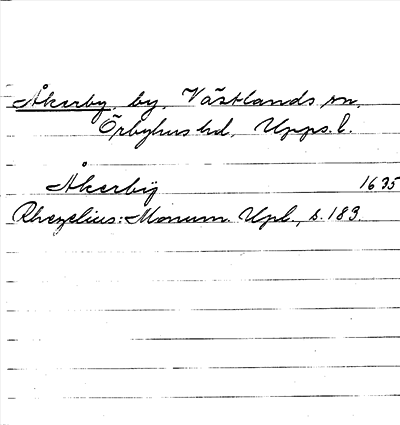 Åkerby, by, Västlands sn,
Örbyhus hd, Upps. l.
Åkerbÿ 1635
Rhezelius: Monum. Upl., s. 183.